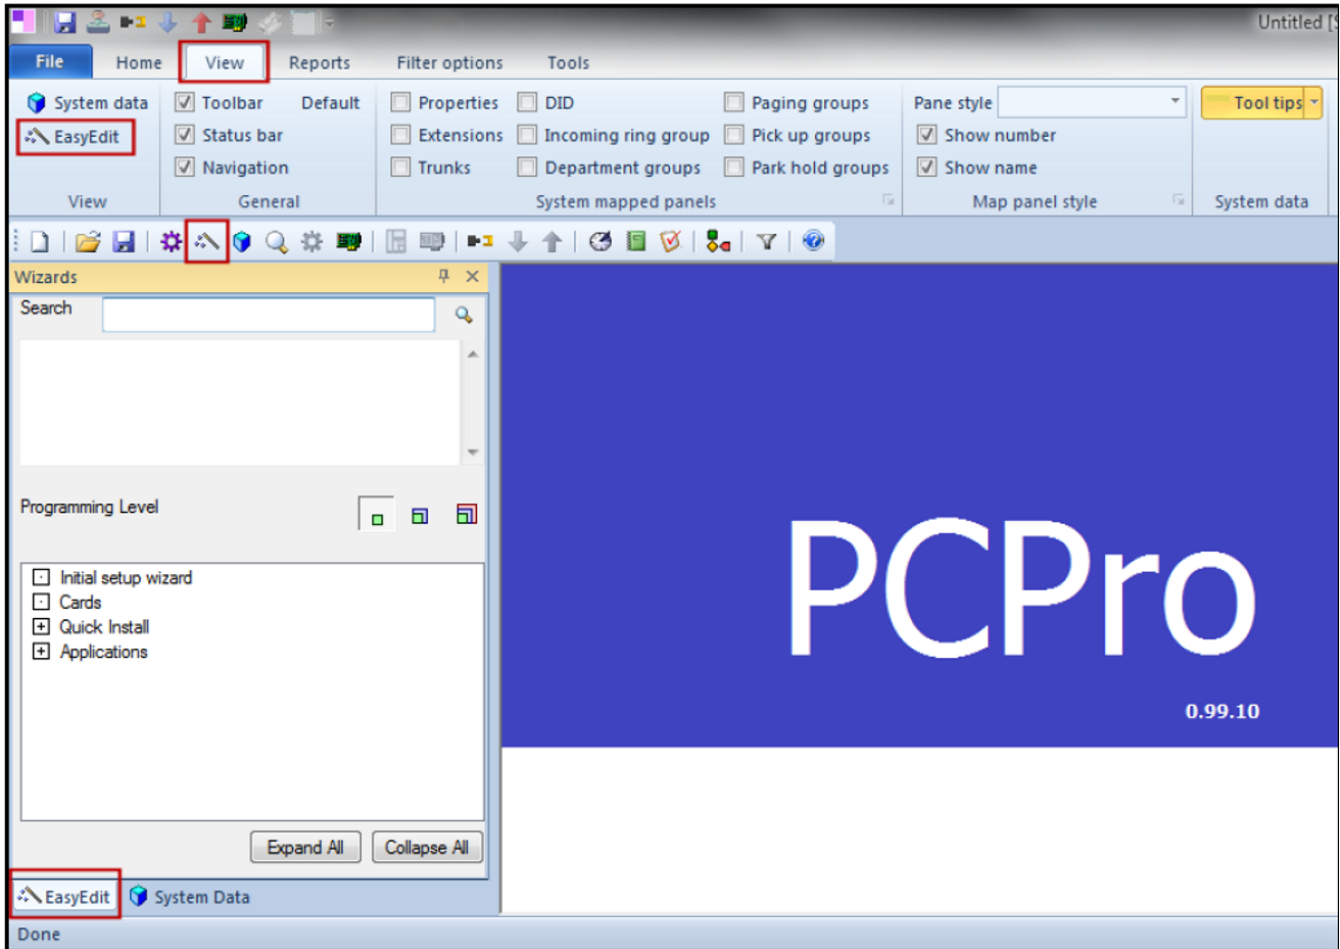 Untitled [S
File Home View Reports Filter options Tools
System data Toolbar Default Properties DID Paging groups Pane style Tool tips
EasyEdit Status bar Extensions Incoming ring group Pick up groups Show number
Navigation Trunks Department groups Park hold groups Show name
View General System mapped panels Map panel style System data
Wizards
Search
Programming Level
Initial setup wizard
Cards
Quick Install
Applications
PCPro
0.99.10
Expand All Collapse All
EasyEdit System Data
Done